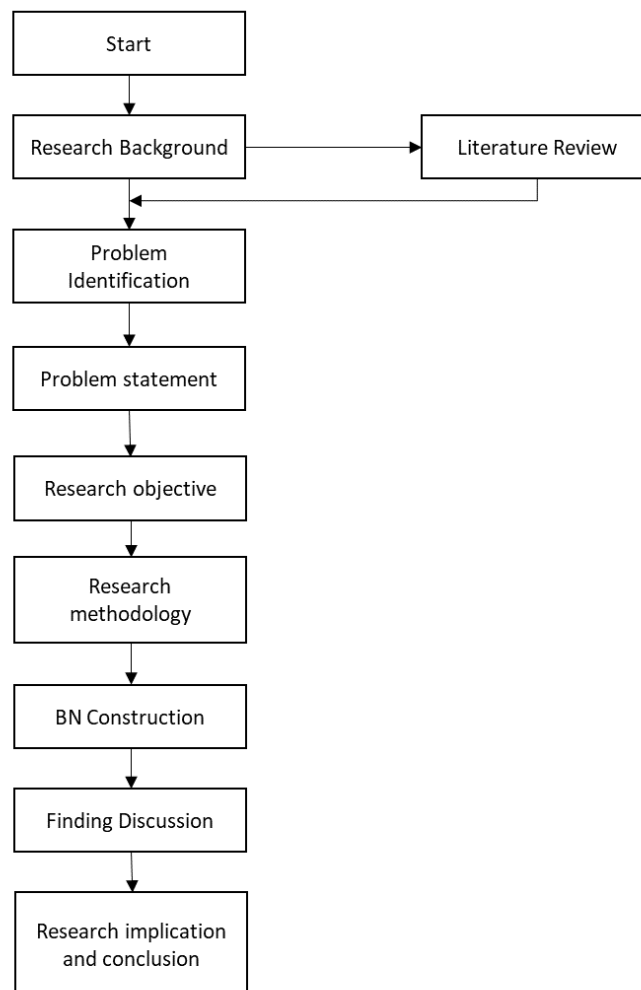 Start
Research Background
Literature Review
Problem
Identification
Problem statement
Research objective
Research
methodology
BN Construction
Finding Discussion
Research implication
and conclusion